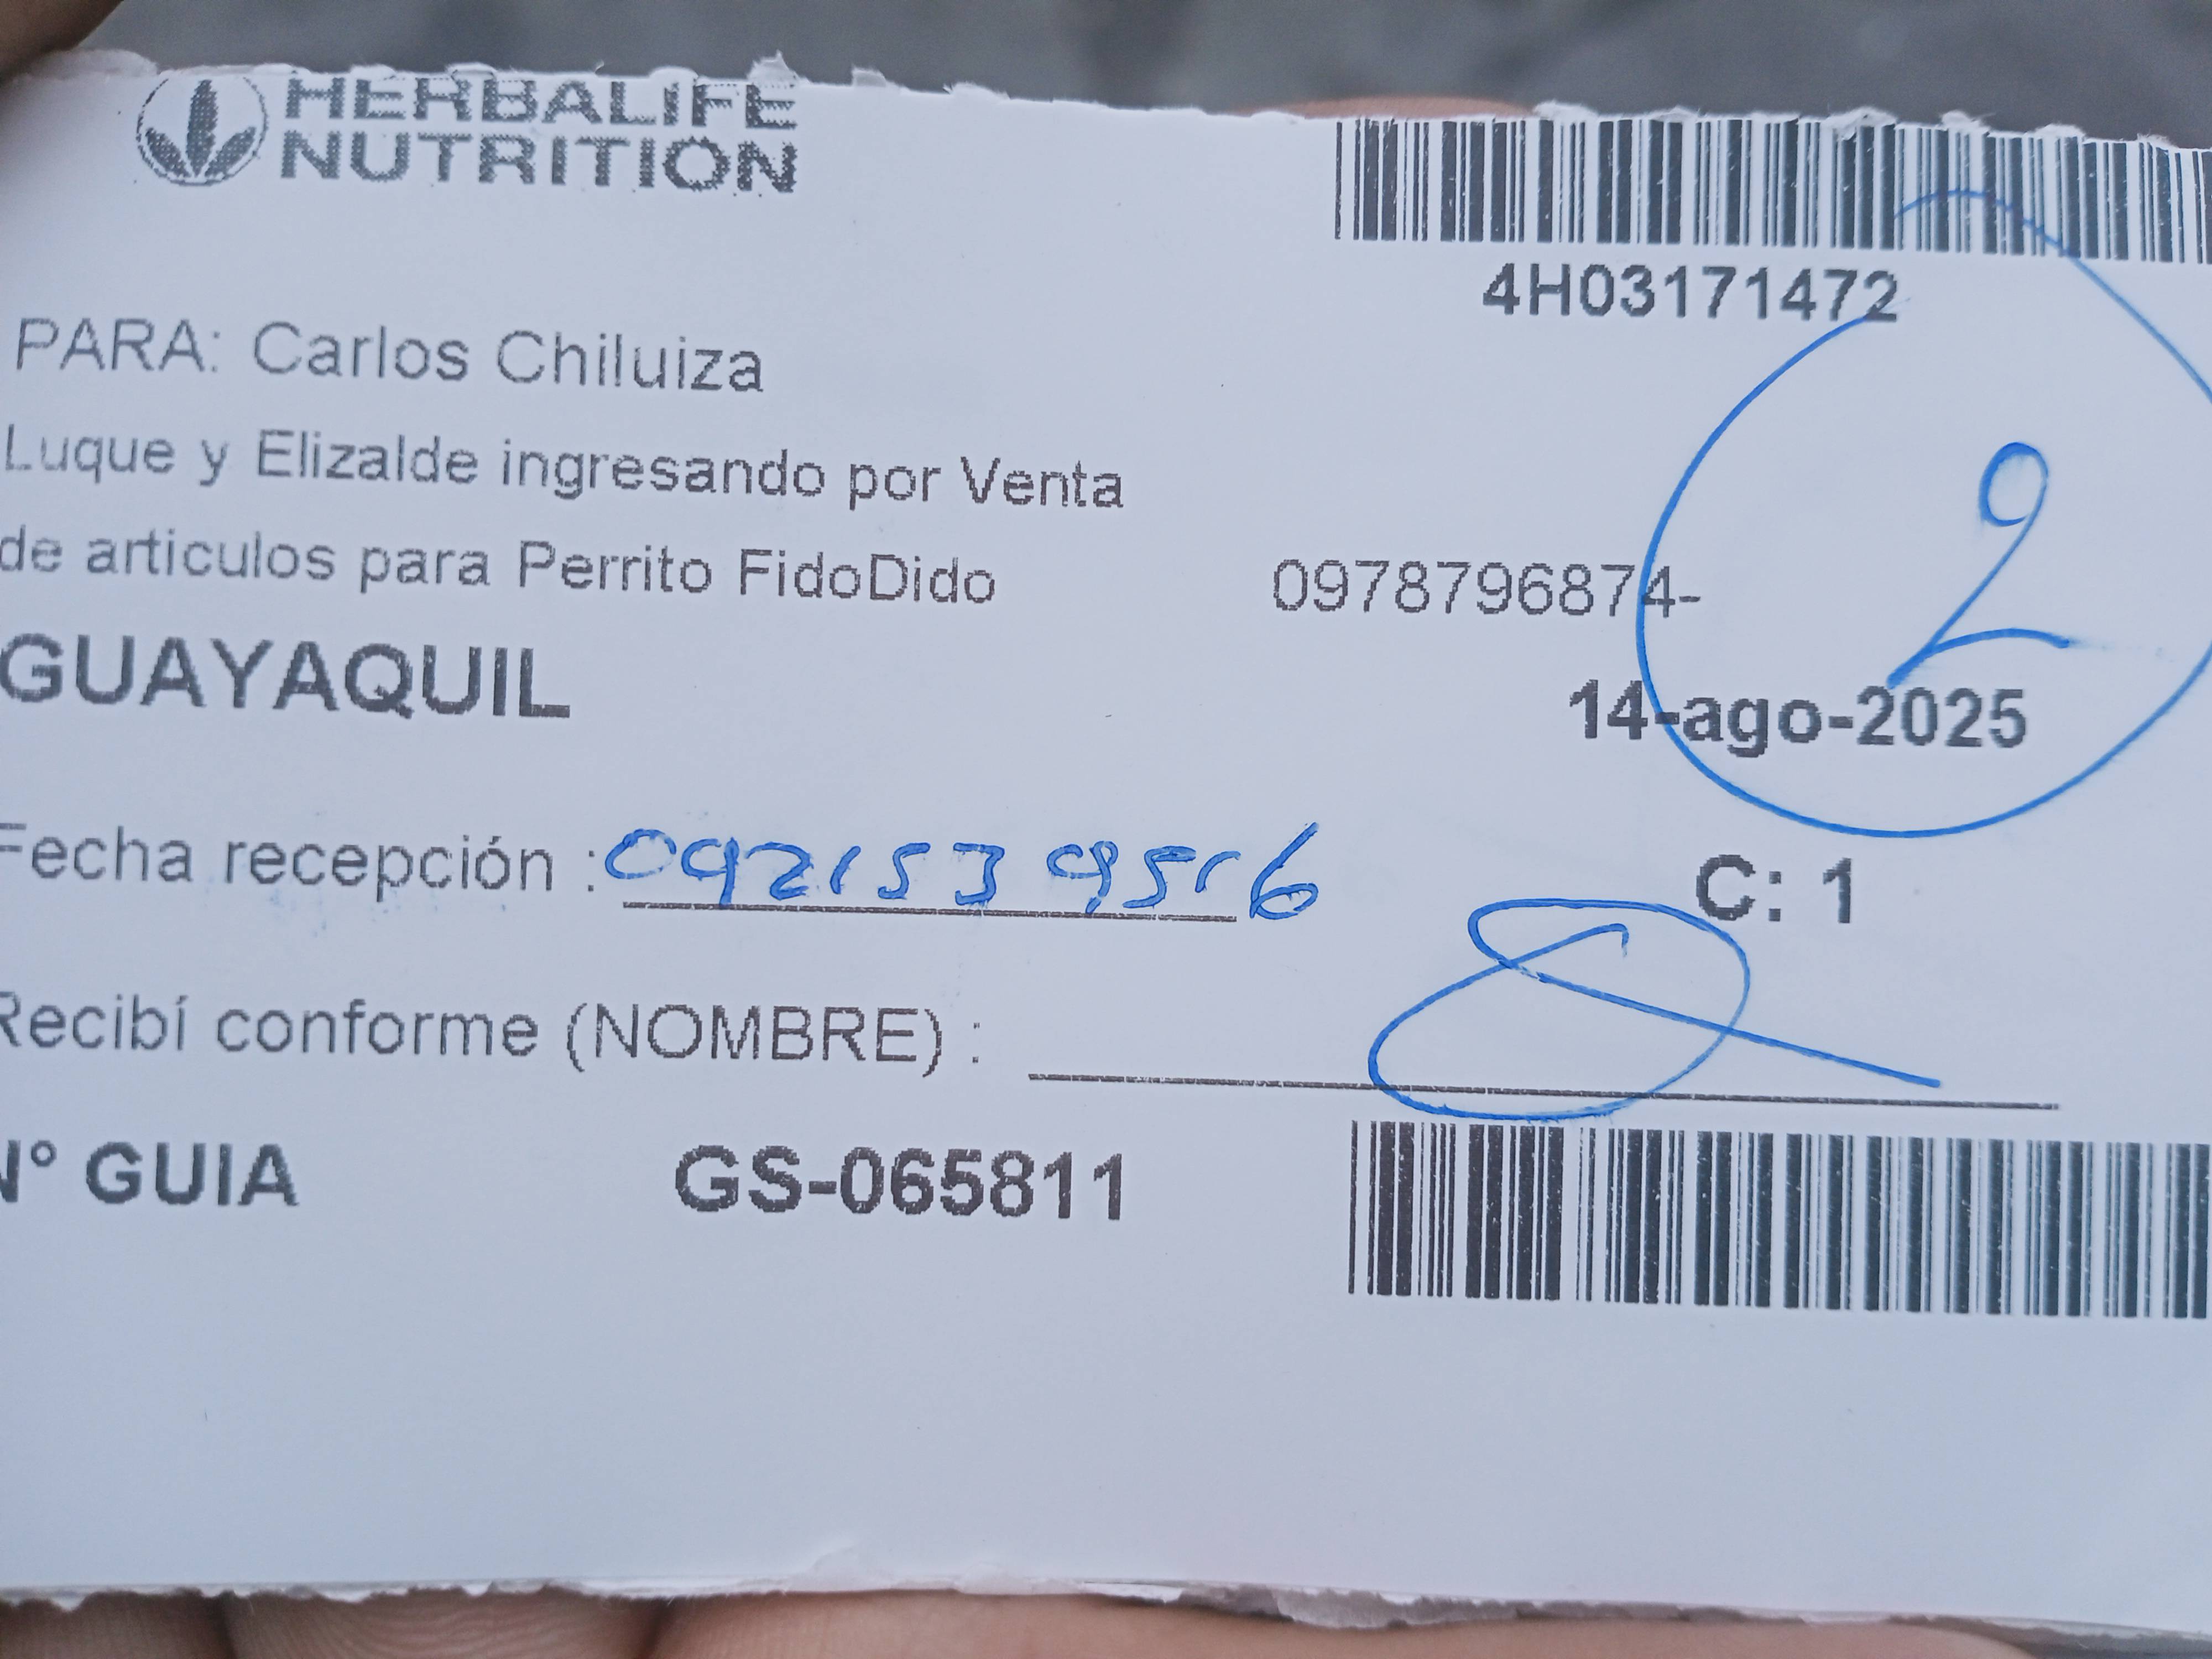 HERBALIFE
NUTRITION
4H03171472
PARA: Carlos Chiluiza
Luque y Elizalde ingresando por Venta
de articulos para Perrito FidoDido
0978796874-
2
GUAYAQUIL
14-ago-2025
Fecha recepción : 0921539516
C: 1
Recibí conforme (NOMBRE) :
Nº GUIA GS-065811